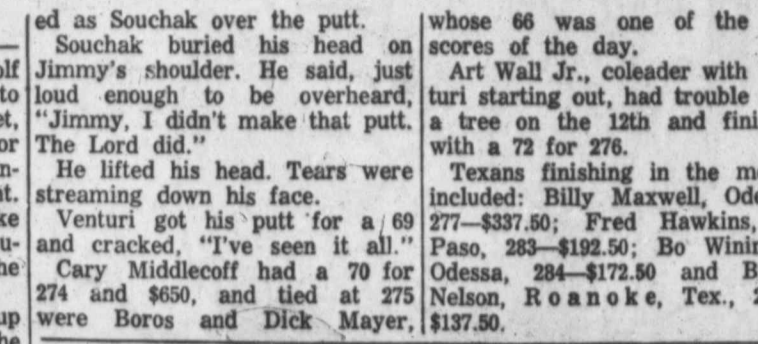 ed as Souchak over the putt.
Souchak buried his head on
Jimmy's shoulder. He said, just
loud enough to be overheard,
"Jimmy, I didn't make that putt.
The Lord did."
He lifted his head. Tears were
streaming down his face.
Venturi got his putt for a 69
and cracked, "I've seen it all."
Cary Middlecoff had a 70 for
274 and $650, and tied at 275
were Boros and Dick Mayer,
whose 66 was one of the
scores of the day.
Art Wall Jr., coleader with
turi starting out, had trouble
a tree on the 12th and fini
with a 72 for 276.
Texans finishing in the m
included: Billy Maxwell, Ode
277—$337.50; Fred Hawkins,
Paso, 283—$192.50; Bo Winin
Odessa, 284—$172.50 and B
Nelson, Roanoke, Tex., 2
$137.50.